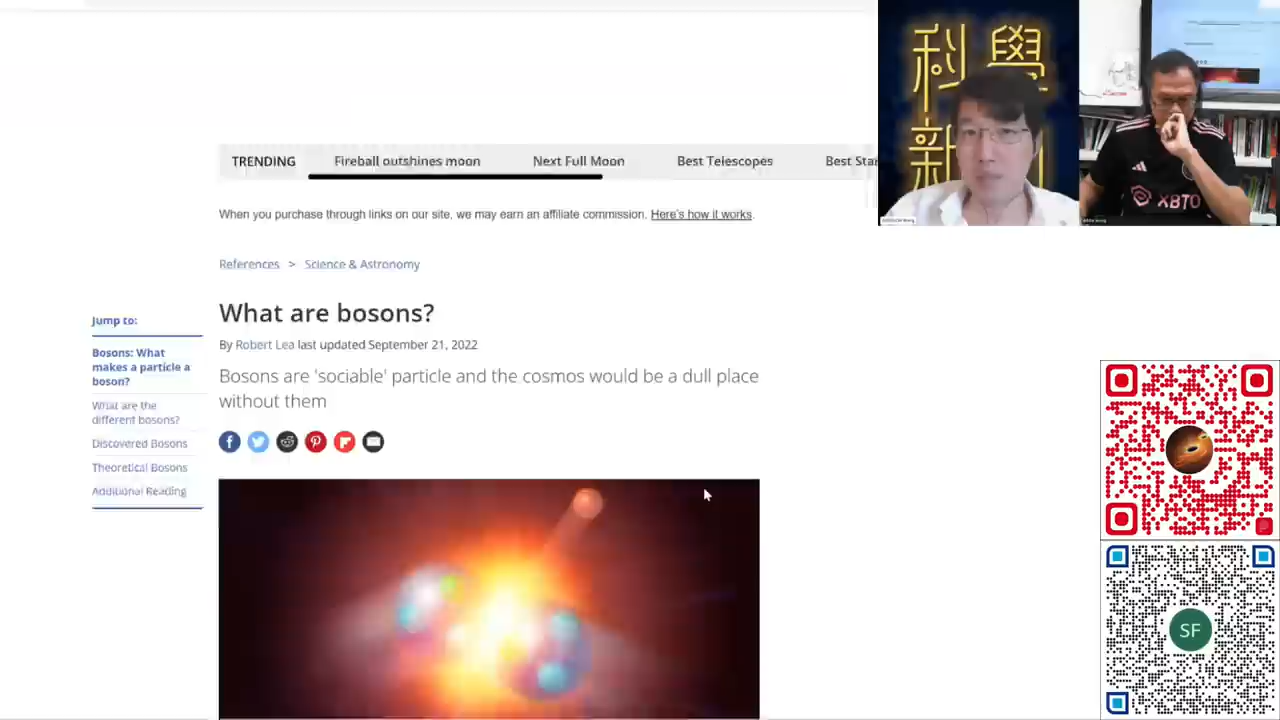 科學
新
XBTO
TRENDING Fireball outshines moon Next Full Moon Best Telescopes Best Sta
When you purchase through links on our site, we may earn an affiliate commission. Here's how it works.
References > Science & Astronomy
What are bosons?
By Robert Lea last updated September 21, 2022
Bosons are 'sociable' particle and the cosmos would be a dull place
without them
Jump to:
Bosons: What
makes a particle a
boson?
What are the
different bosons?
Discovered Bosons
Theoretical Bosons
Additional Reading
SF